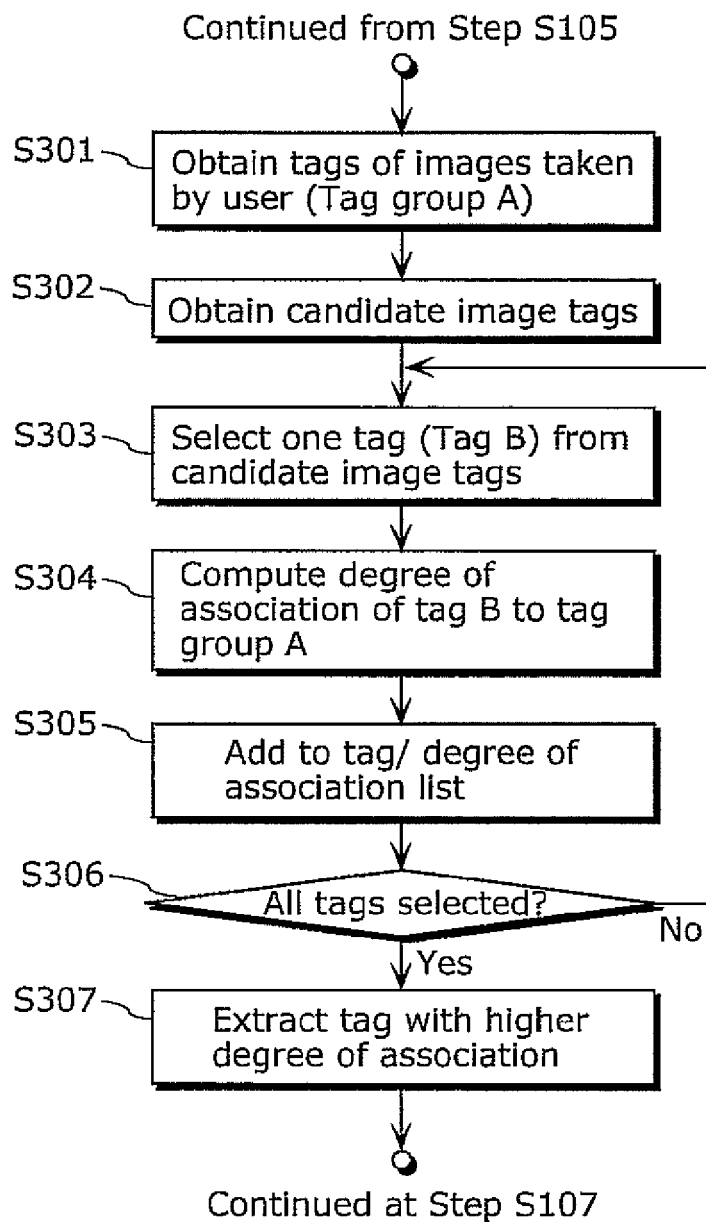 Continued from Step S105
S301
Obtain tags of images taken
by user (Tag group A)
S302
Obtain candidate image tags
S303
Select one tag (Tag B) from
candidate image tags
S304
Compute degree of
association of tag B to tag
group A
S305
Add to tag/ degree of
association list
S306
All tags selected?
No
Yes
S307
Extract tag with higher
degree of association
Continued at Step S107